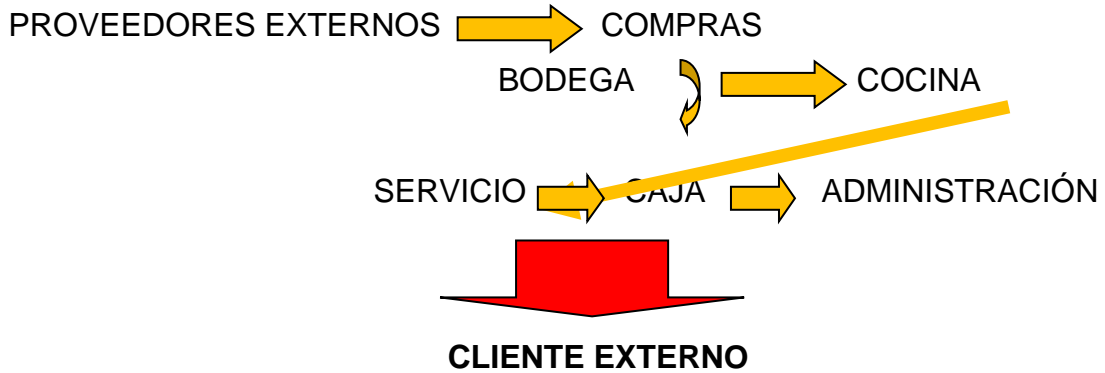 PROVEEDORES EXTERNOS COMPRAS
BODEGA COCINA
SERVICIO CAJA ADMINISTRACIÓN
CLIENTE EXTERNO